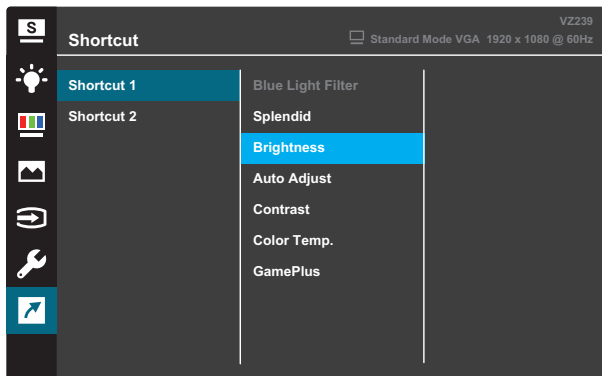 S
VZ239
Shortcut
Standard Mode VGA 1920 x 1080 @ 60Hz
Shortcut 1
Shortcut 2
Blue Light Filter
Splendid
Brightness
Auto Adjust
Contrast
Color Temp.
GamePlus